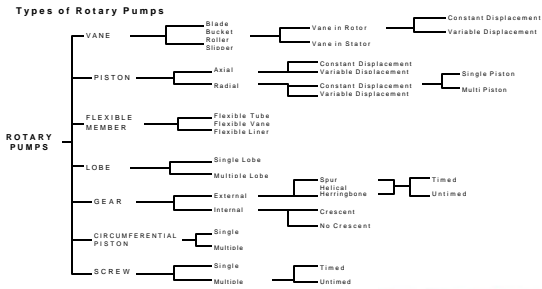 Types of Rotary Pumps
Blade
Bucket
Roller
Slipper
VANE
Vane in Rotor
Vane in Stator
Constant Displacement
Variable Displacement
PISTON
Axial
Radial
Constant Displacement
Variable Displacement
Constant Displacement
Variable Displacement
Single Piston
Multi Piston
FLEXIBLE
MEMBER
Flexible Tube
Flexible Vane
Flexible Liner
ROTARY
PUMPS
LOBE
Single Lobe
Multiple Lobe
GEAR
External
Internal
Spur
Helical
Herringbone
Timed
Untimed
Crescent
No Crescent
CIRCUMFERENTIAL
PISTON
Single
Multiple
SCREW
Single
Multiple
Timed
Untimed